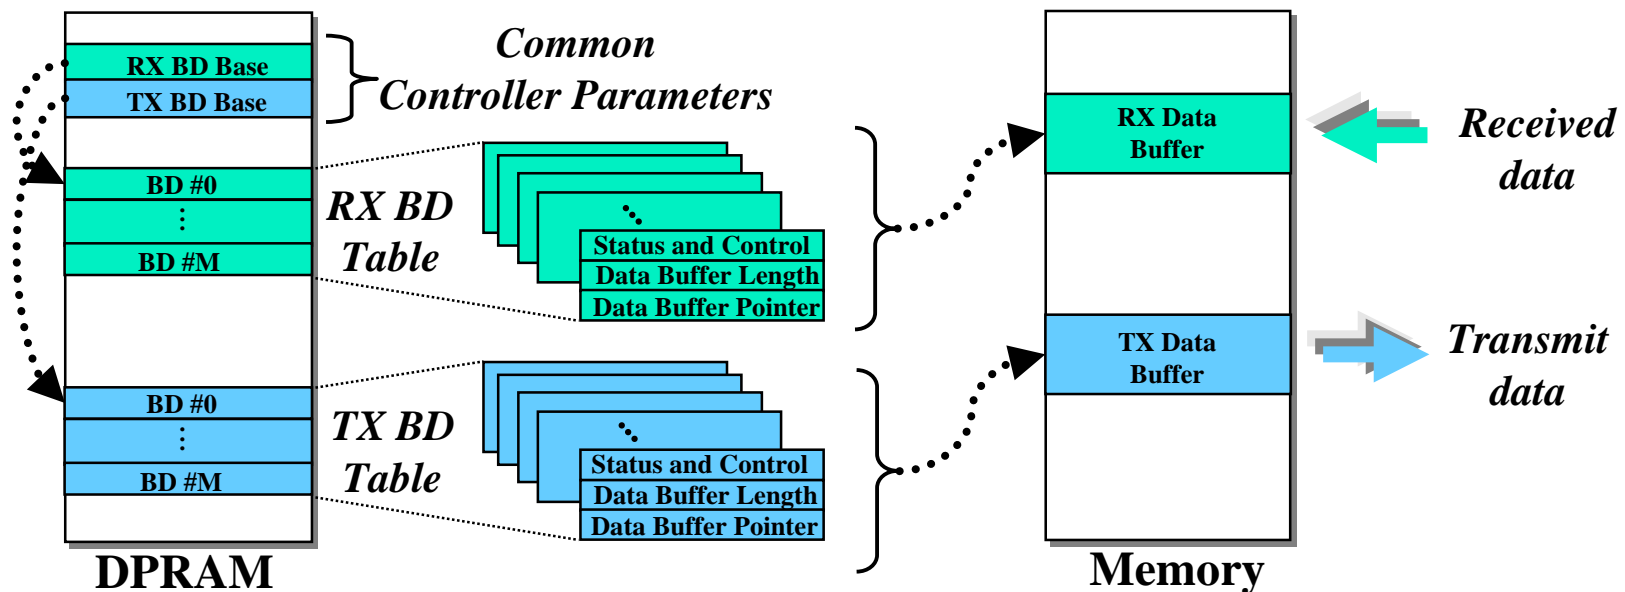 RX BD Base
TX BD Base
Common
Controller Parameters
BD #0
⋮
BD #M
RX BD
Table
Status and Control
Data Buffer Length
Data Buffer Pointer
BD #0
⋮
BD #M
TX BD
Table
Status and Control
Data Buffer Length
Data Buffer Pointer
DPRAM
RX Data
Buffer
Received
data
TX Data
Buffer
Transmit
data
Memory